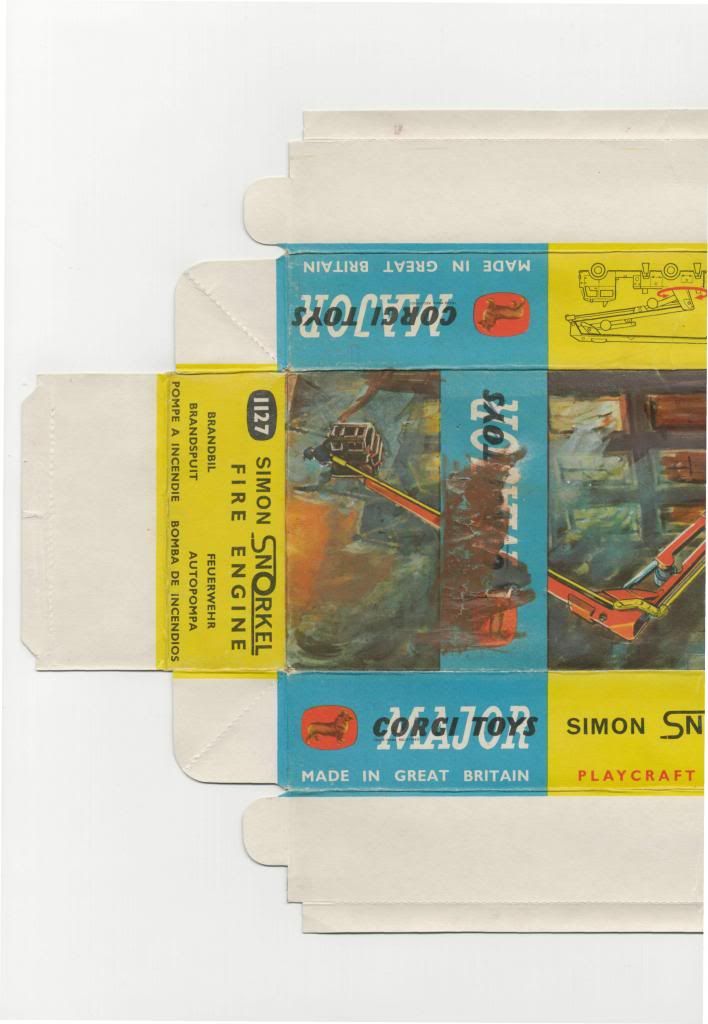 MADE IN GREAT BRITAIN
CORGI TOYS
MAJOR
1127
SIMON SNORKEL
FIRE ENGINE
BRANDBIL
FEUERWEHR
BRANDSPUIT
AUTOPOMPA
POMPE A INCENDIE
BOMBA DE INCENDIOS
TOYS
CORGI TOYS
MAJOR
MADE IN GREAT BRITAIN
SIMON SN
PLAYCRAFT